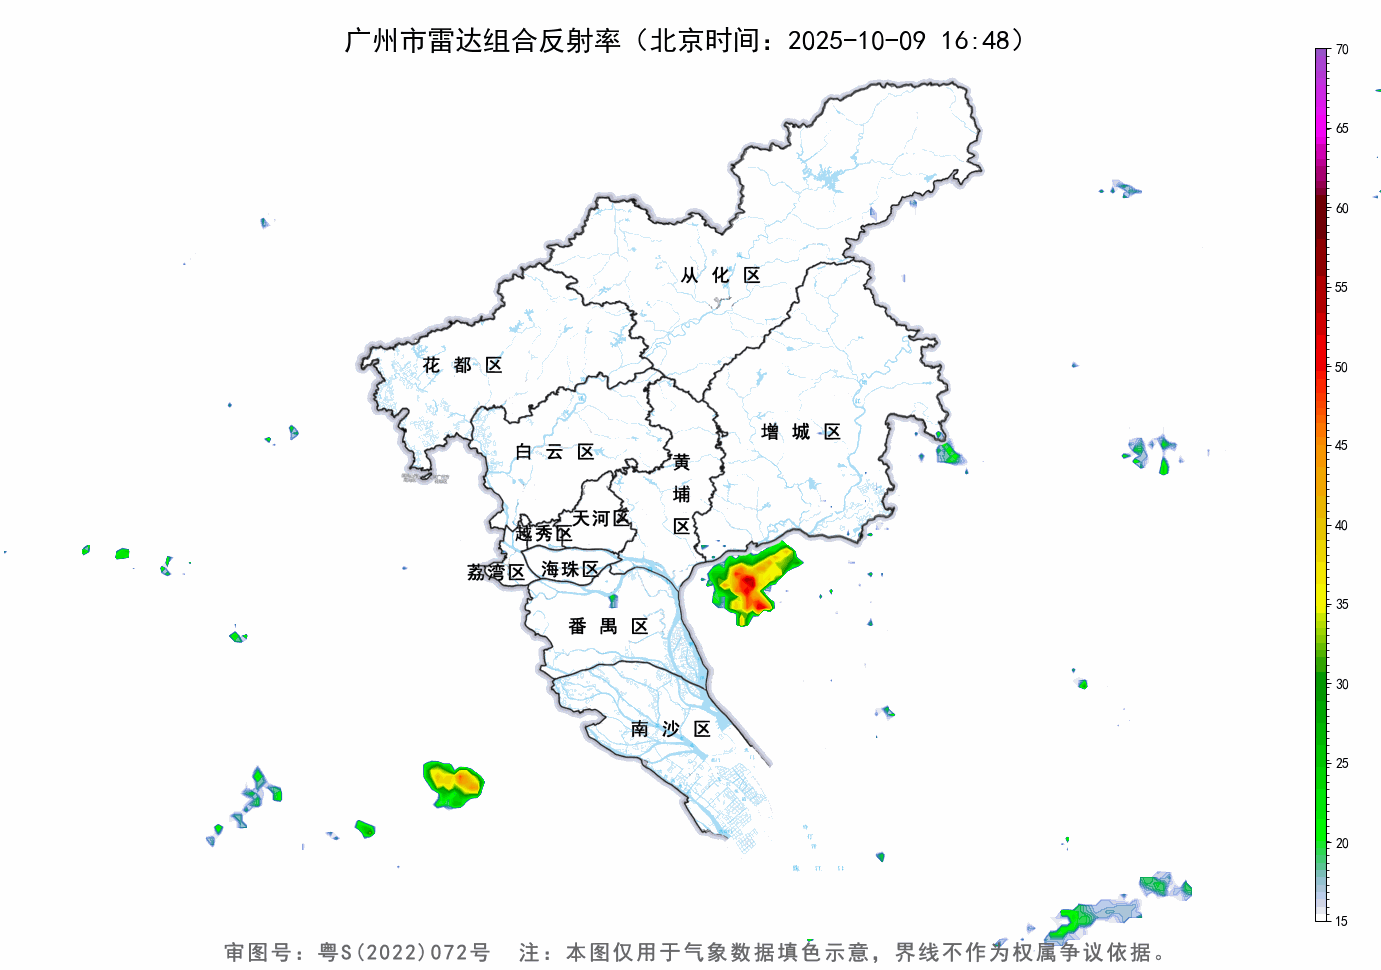 广州市雷达组合反射率（北京时间：2025-10-09 16:48）
70
65
60
55
50
45
40
35
30
25
20
15
从化区
花都区
增城区
白云区
黄埔区
天河区
越秀区
荔湾区
海珠区
番禺区
南沙区
审图号：粤S(2022)072号 注：本图仅用于气象数据填色示意，界线不作为权属争议依据。